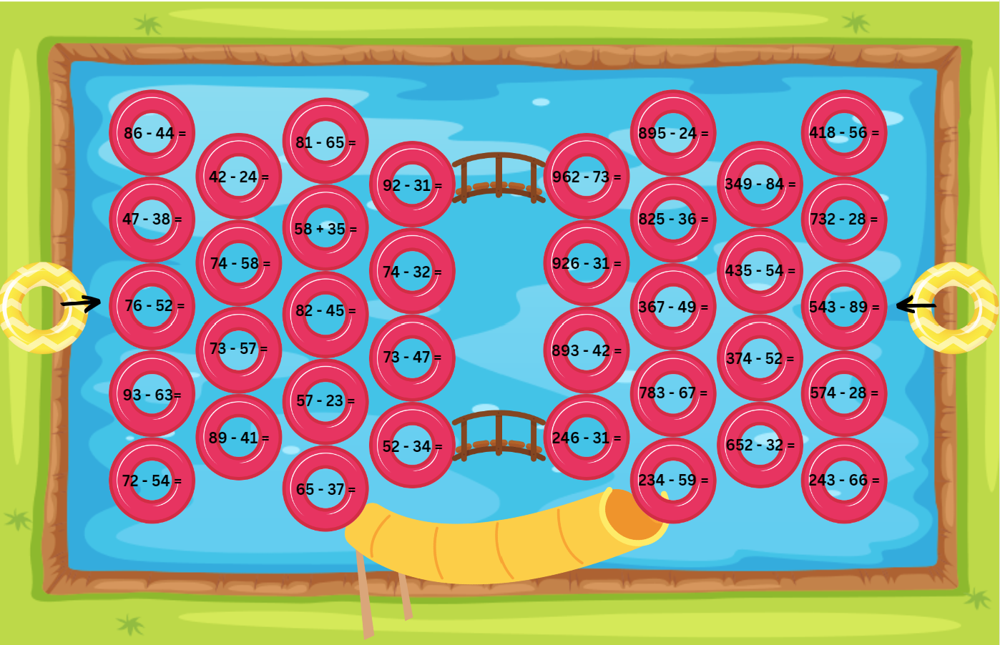 86 - 44 =
47 - 38 =
76 - 52 =
93 - 63=
72 - 54 =
42 - 24 =
74 - 58 =
73 - 57 =
89 - 41 =
81 - 65 =
58 + 35 =
82 - 45 =
57 - 23 =
65 - 37 =
92 - 31 =
74 - 32 =
73 - 47 =
52 - 34 =
962 - 73 =
926 - 31 =
893 - 42 =
246 - 31 =
895 - 24 =
825 - 36 =
367 - 49 =
783 - 67 =
234 - 59 =
349 - 84 =
435 - 54 =
374 - 52 =
652 - 32 =
418 - 56 =
732 - 28 =
543 - 89 =
574 - 28 =
243 - 66 =